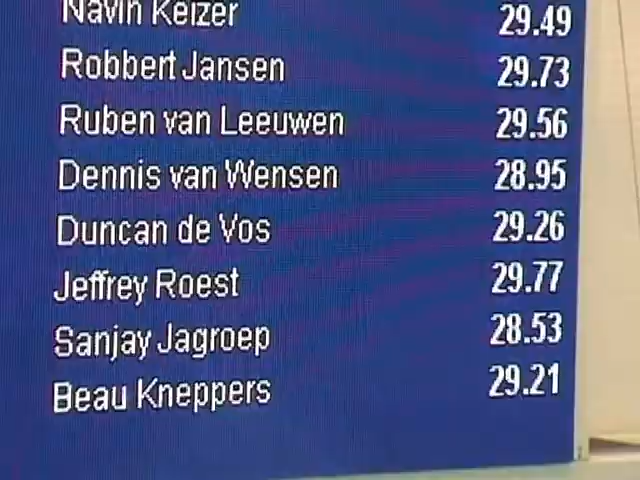 Navin Keizer 29.49
Robbert Jansen 29.73
Ruben van Leeuwen 29.56
Dennis van Wensen 28.95
Duncan de Vos 29.26
Jeffrey Roest 29.77
Sanjay Jagroep 28.53
Beau Kneppers 29.21